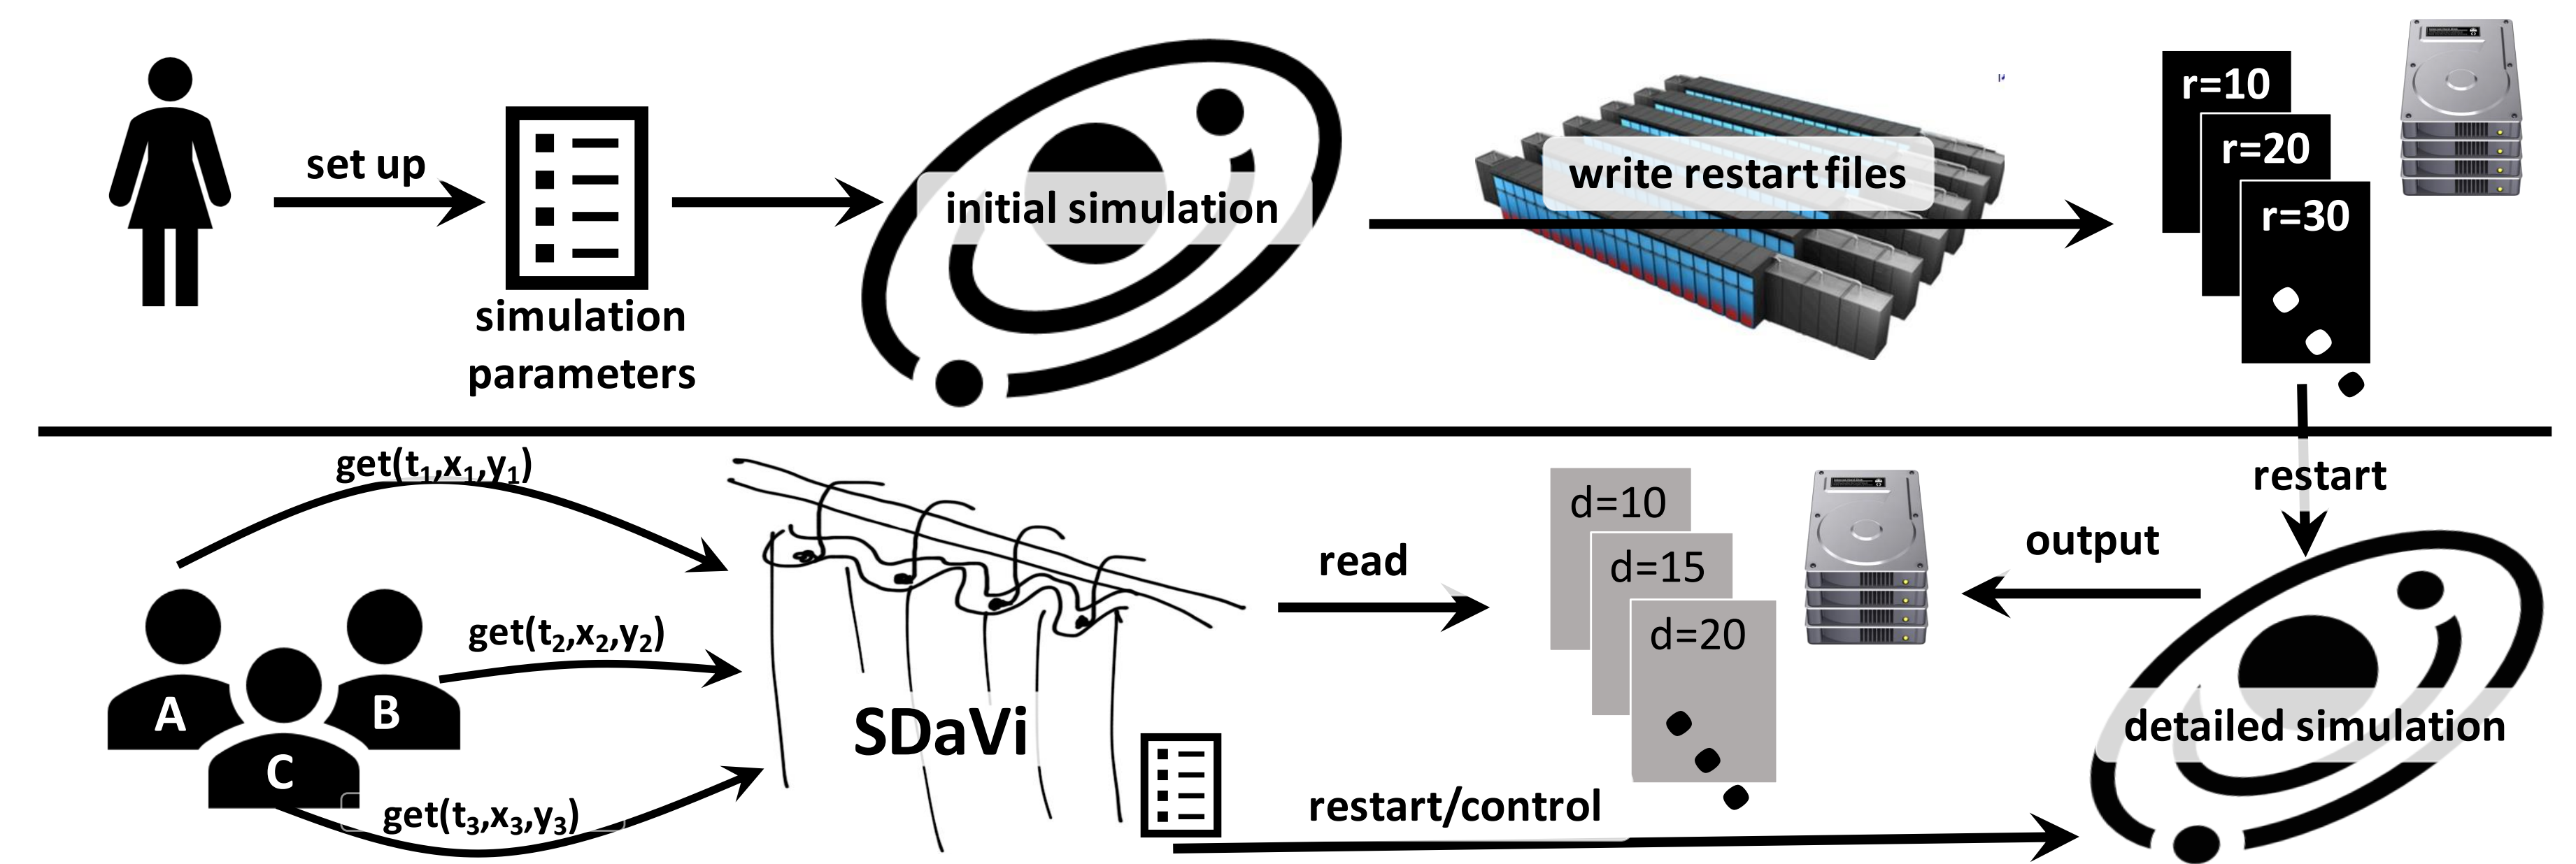 set up
simulation
parameters
initial simulation
write restart files
r=10
r=20
r=30
get(t₁,x₁,y₁)
get(t₂,x₂,y₂)
get(t₃,x₃,y₃)
A
B
C
SDaVi
read
d=10
d=15
d=20
output
restart
detailed simulation
restart/control